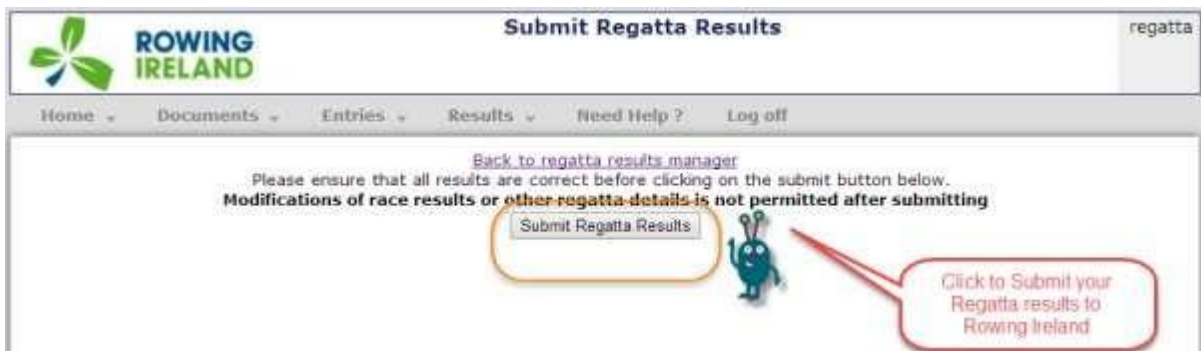 Submit Regatta Results
regatta
ROWING
IRELAND
Home
Documents
Entries
Results
Need Help ?
Log off
Back to regatta results manager
Please ensure that all results are correct before clicking on the submit button below.
Modifications of race results or other regatta details is not permitted after submitting
Submit Regatta Results
Click to Submit your
Regatta results to
Rowing Ireland